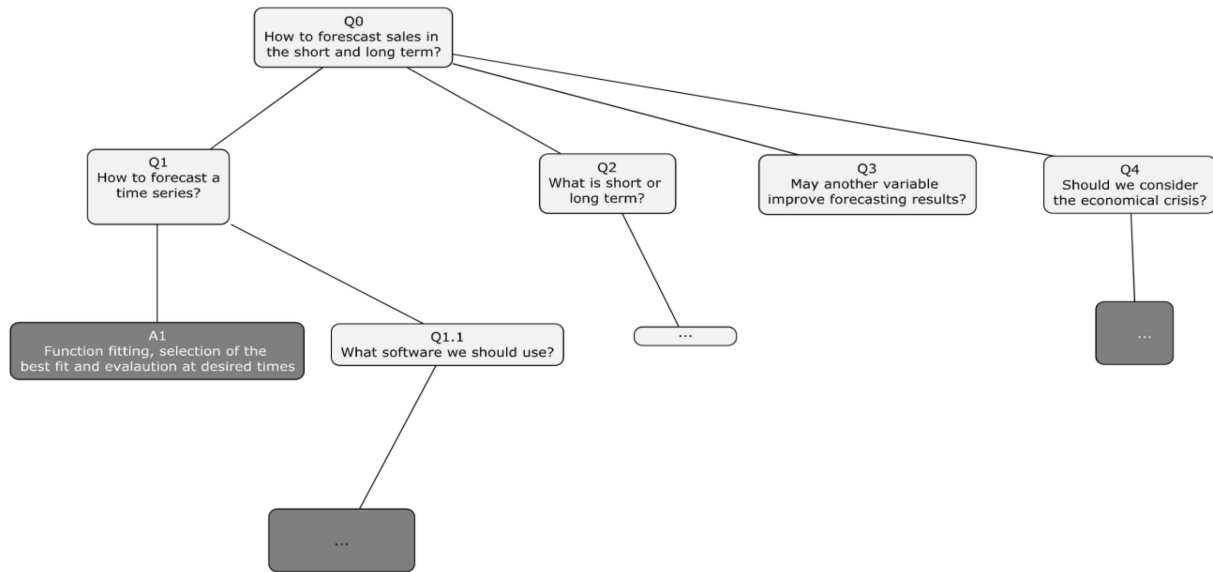 Q0
How to forescast sales in
the short and long term?
Q1
How to forecast a
time series?
Q2
What is short or
long term?
Q3
May another variable
improve forecasting results?
Q4
Should we consider
the economical crisis?
A1
Function fitting, selection of the
best fit and evalaution at desired times
Q1.1
What software we should use?
...
...
...